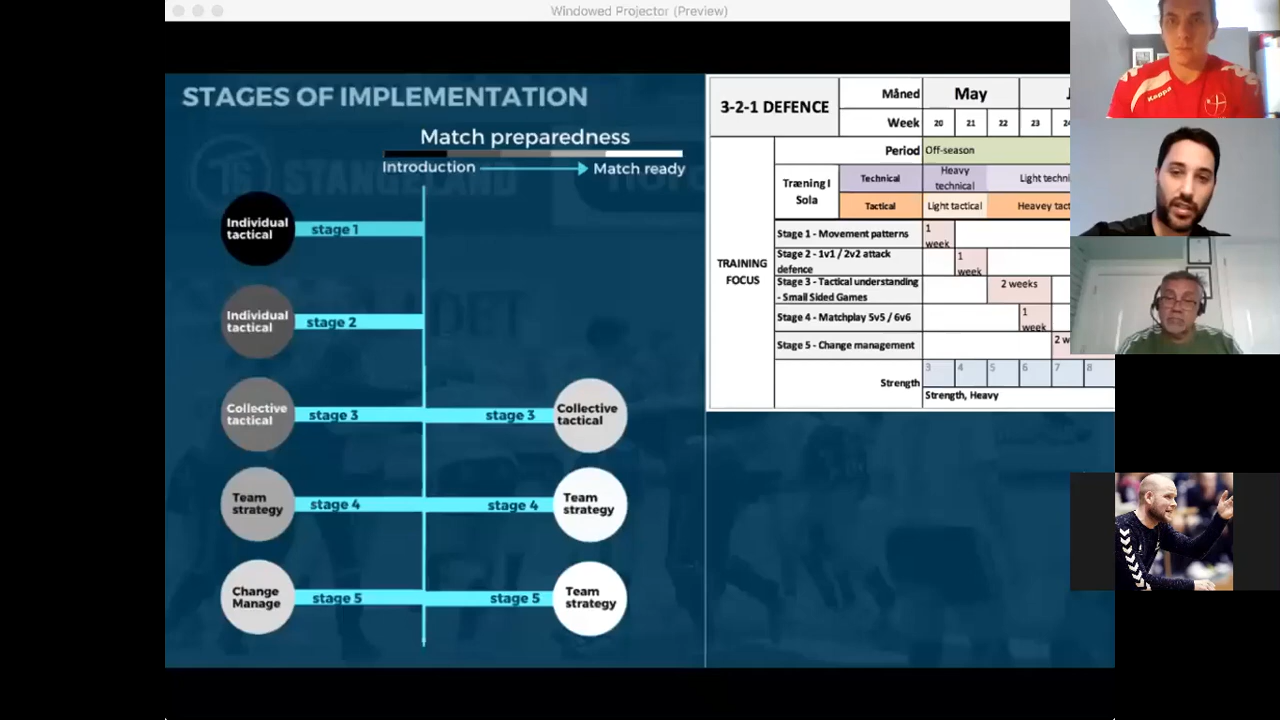 Windowed Projector (Preview)
STAGES OF IMPLEMENTATION
Match preparedness
Introduction
Match ready
Individual
tactical
stage 1
Individual
tactical
stage 2
Collective
tactical
stage 3
stage 3
Collective
tactical
Team
strategy
stage 4
stage 4
Team
strategy
Change
Manage
stage 5
stage 5
Team
strategy
STANGELAND
3-2-1 DEFENCE
Måned
May
Week
20
21
22
23
Period
Off-season
TRAINING
FOCUS
Træning I
Sola
Technical
Heavy
technical
Tactical
Light tactical
Stage 1 - Movement patterns
1
week
Stage 2 - 1v1 / 2v2 attack
defence
1
week
Stage 3 - Tactical understanding
- Small Sided Games
2 weeks
Stage 4 - Matchplay 5v5 / 6v6
1
week
Stage 5 - Change management
Strength
3
4
5
6
7
8
Strength, Heavy
Kappa